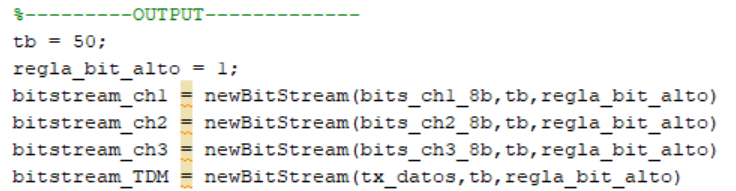 %---------OUTPUT-------------
tb = 50;
regla_bit_alto = 1;
bitstream_ch1 = newBitStream(bits_ch1_8b,tb,regla_bit_alto)
bitstream_ch2 = newBitStream(bits_ch2_8b,tb,regla_bit_alto)
bitstream_ch3 = newBitStream(bits_ch3_8b,tb,regla_bit_alto)
bitstream_TDM = newBitStream(tx_datos,tb,regla_bit_alto)